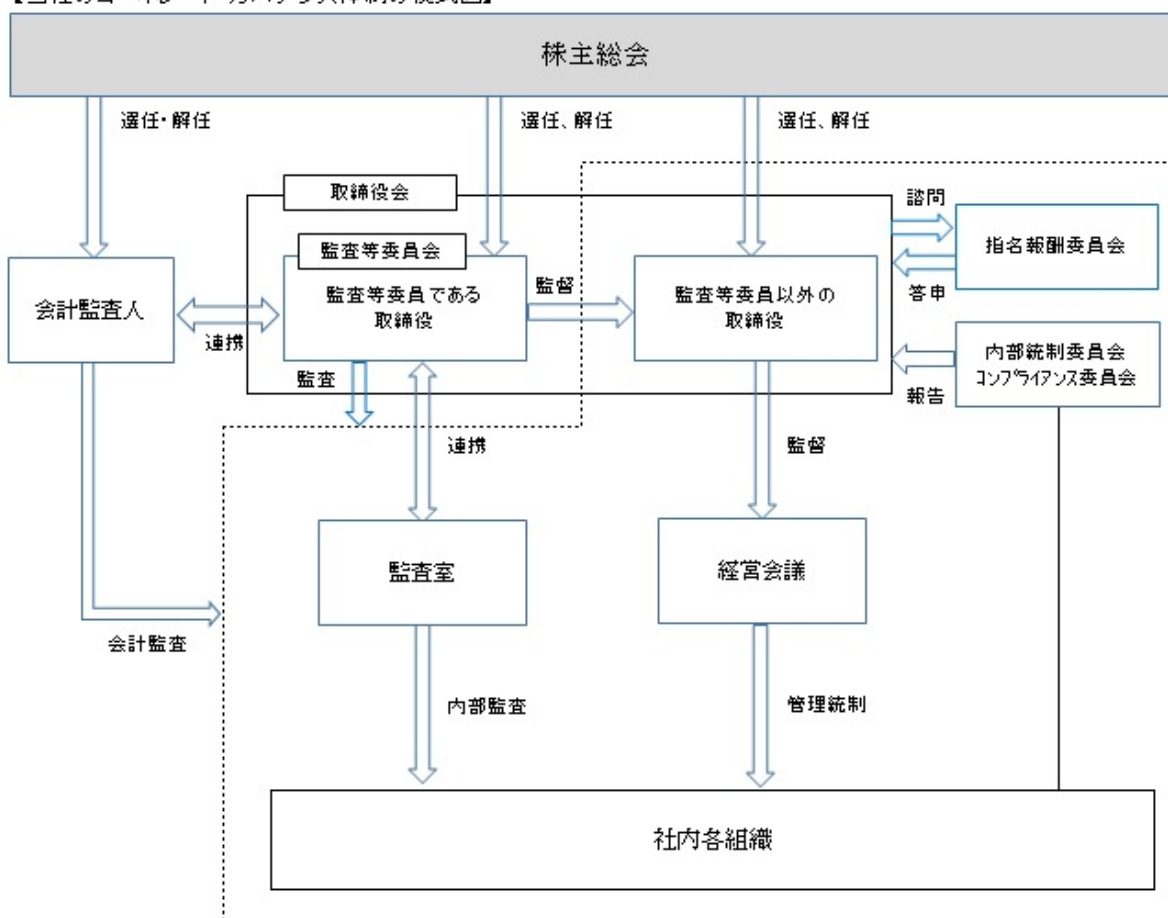 株主総会
選任・解任
選任、解任
選任、解任
取締役会
諮問
指名報酬委員会
答申
監査等委員会
監査等委員である
取締役
監督
監査等委員以外の
取締役
会計監査人
連携
内部統制委員会
コンプライアンス委員会
報告
監査
連携
監督
監査室
経営会議
会計監査
内部監査
管理統制
社内各組織